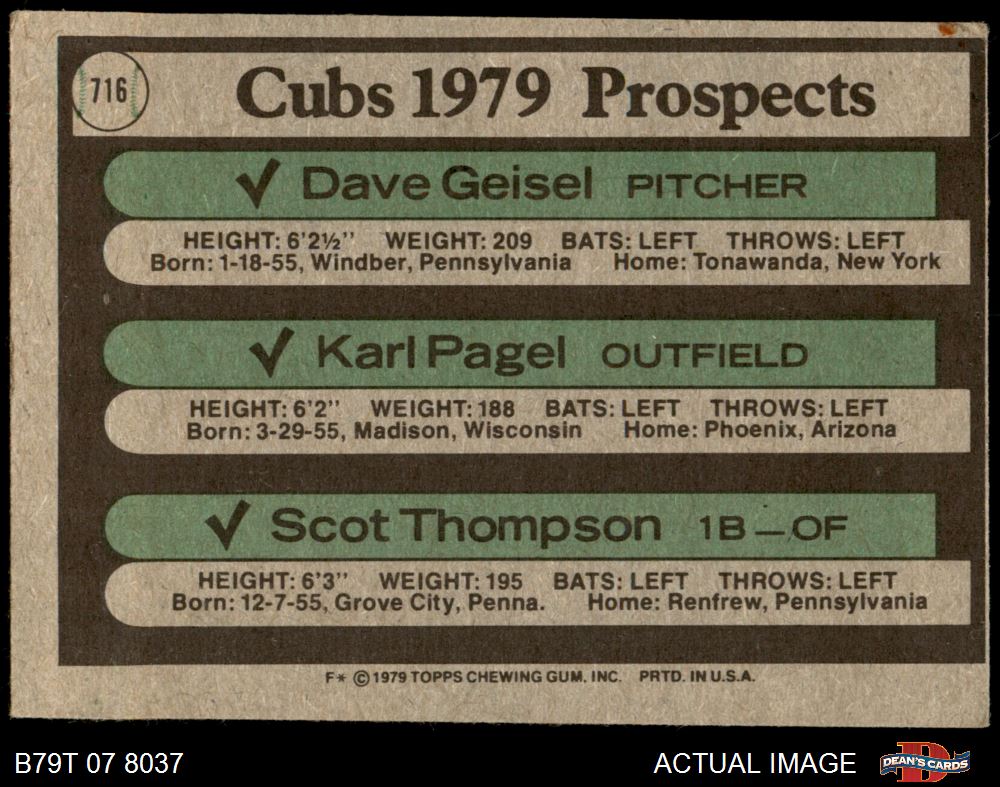 716
Cubs 1979 Prospects
✓ Dave Geisel PITCHER
HEIGHT: 6'2½" WEIGHT: 209 BATS: LEFT THROWS: LEFT
Born: 1-18-55, Windber, Pennsylvania Home: Tonawanda, New York
✓ Karl Pagel OUTFIELD
HEIGHT: 6'2" WEIGHT: 188 BATS: LEFT THROWS: LEFT
Born: 3-29-55, Madison, Wisconsin Home: Phoenix, Arizona
✓ Scot Thompson 1B—OF
HEIGHT: 6'3" WEIGHT: 195 BATS: LEFT THROWS: LEFT
Born: 12-7-55, Grove City, Penna. Home: Renfrew, Pennsylvania
F* © 1979 TOPPS CHEWING GUM, INC. PRTD. IN U.S.A.
B79T 07 8037 ACTUAL IMAGE DEAN'S CARDS